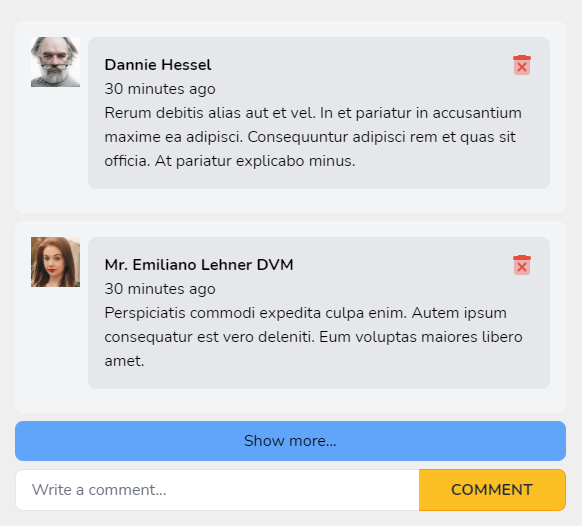 Dannie Hessel
30 minutes ago
Rerum debitis alias aut et vel. In et pariatur in accusantium
maxime ea adipisci. Consequuntur adipisci rem et quas sit
officia. At pariatur explicabo minus.
Mr. Emiliano Lehner DVM
30 minutes ago
Perspiciatis commodi expedita culpa enim. Autem ipsum
consequatur est vero deleniti. Eum voluptas maiores libero
amet.
Show more...
Write a comment...
COMMENT